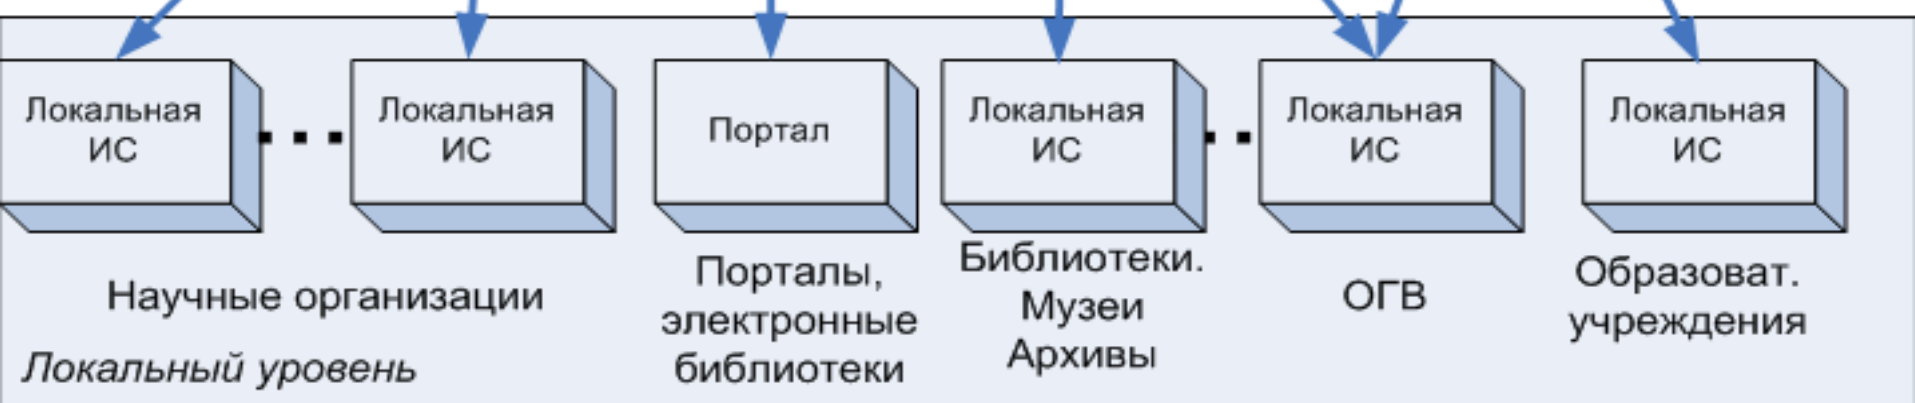 Локальная
ИС
Локальная
ИС
Портал
Локальная
ИС
Локальная
ИС
Локальная
ИС
Научные организации
Порталы,
электронные
библиотеки
Библиотеки.
Музеи
Архивы
ОГВ
Образоват.
учреждения
Локальный уровень